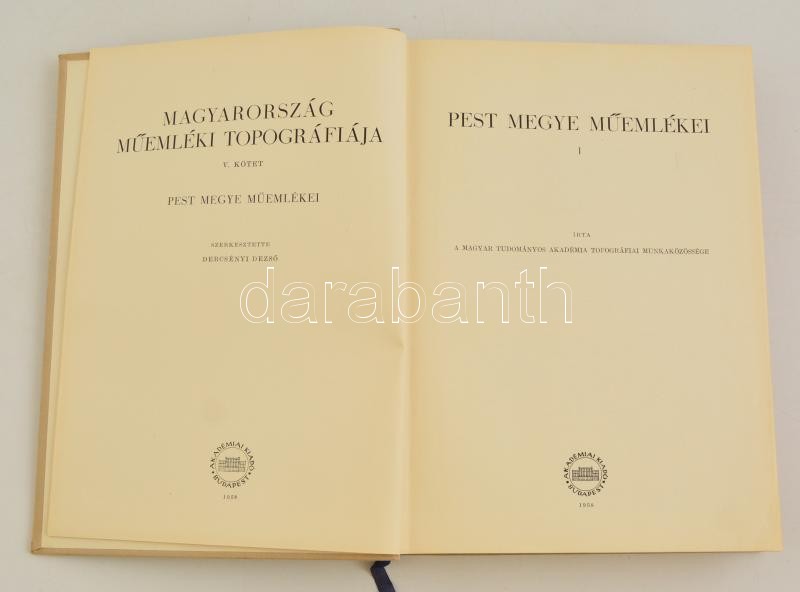 MAGYARORSZÁG
MŰEMLÉKI TOPOGRÁFIÁJA
V. KÖTET
PEST MEGYE MŰEMLÉKEI
SZERKESZTETTE
DERCSÉNYI DEZSŐ
AKADÉMIAI KIADÓ
BUDAPEST
1958
PEST MEGYE MŰEMLÉKEI
I
ÍRTA
A MAGYAR TUDOMÁNYOS AKADÉMIA TOPOGRÁFIAI MUNKAKÖZÖSSÉGE
AKADÉMIAI KIADÓ
BUDAPEST
1958
darabanth